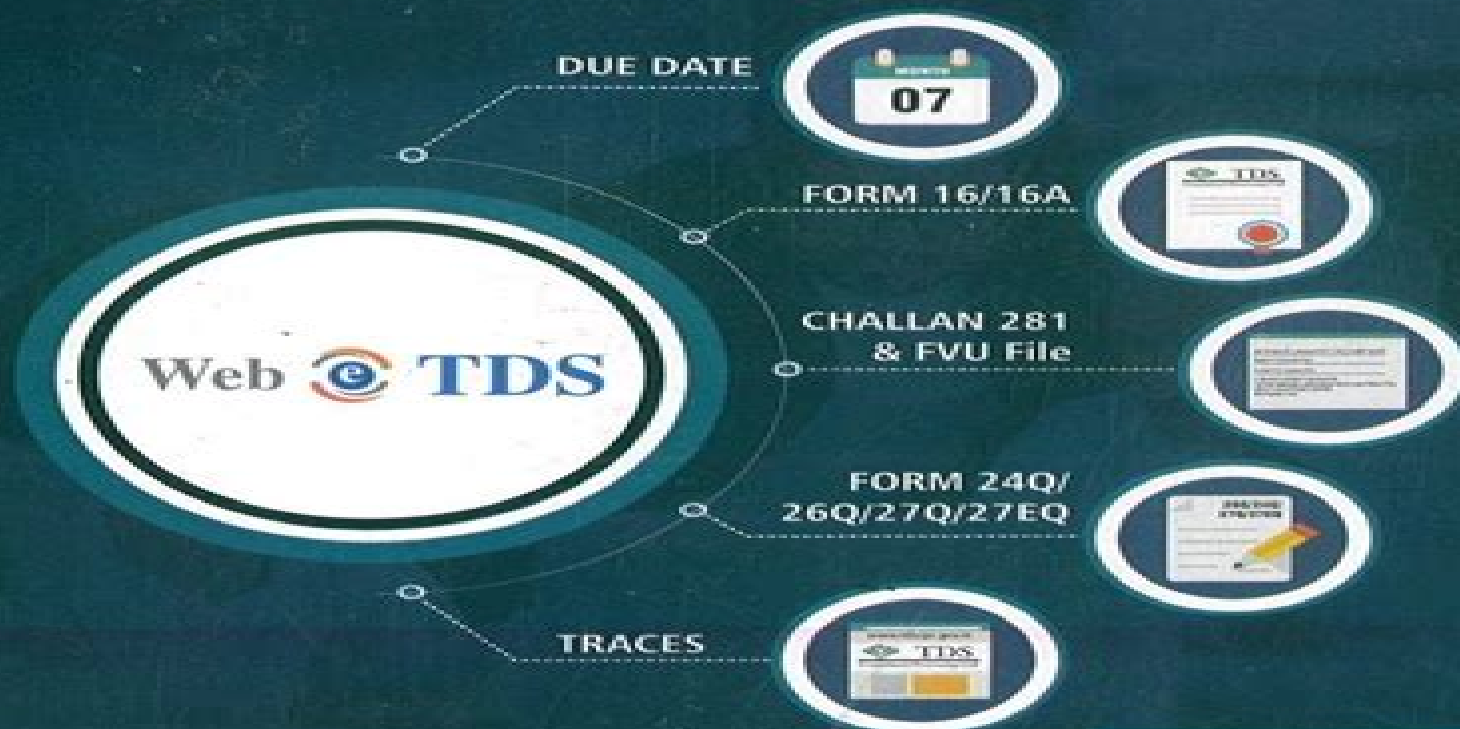 DUE DATE
MONTH
07
FORM 16/16A
TDS
CHALLAN 281
& FVU File
Web e TDS
FORM 24Q/
26Q/27Q/27EQ
TRACES
TDS